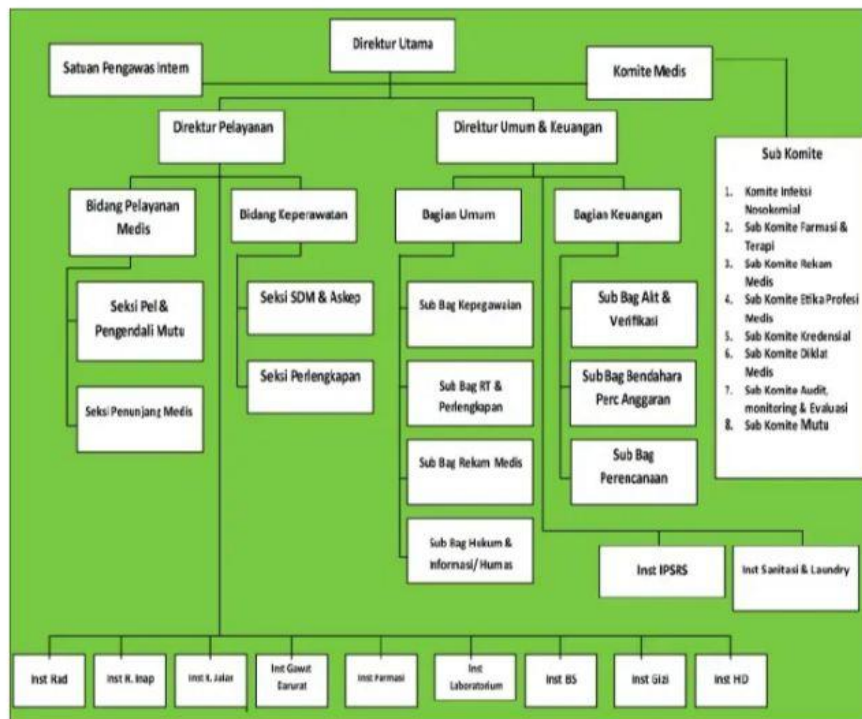 Direktur Utama
Satuan Pengawas Intern
Komite Medis
Direktur Pelayanan
Direktur Umum & Keuangan
Sub Komite
1. Komite Infeksi
Nosokomial
2. Sub Komite Farmasi &
Terapi
3. Sub Komite Rekam
Medis
4. Sub Komite Etika Profesi
Medis
5. Sub Komite Kredensial
6. Sub Komite Diklat
Medis
7. Sub Komite Audit,
monitoring & Evaluasi
8. Sub Komite Mutu
Bidang Pelayanan
Medis
Bidang Keperawatan
Bagian Umum
Bagian Keuangan
Seksi Pel &
Pengendali Mutu
Seksi SDM & Askep
Sub Bag Kepegawaian
Sub Bag Akt &
Verifikasi
Seksi Penunjang Medis
Seksi Perlengkapan
Sub Bag RT &
Perlengkapan
Sub Bag Bendahara
Perc Anggaran
Sub Bag Rekam Medis
Sub Bag
Perencanaan
Sub Bag Hukum &
Informasi/ Humas
Inst IPSRS
Inst Sanitasi & Laundry
Inst Rad
Inst R. Inap
Inst R. Jalan
Inst Gawat
Darurat
Inst Farmasi
Inst
Laboratorium
Inst BS
Inst Gizi
Inst HD